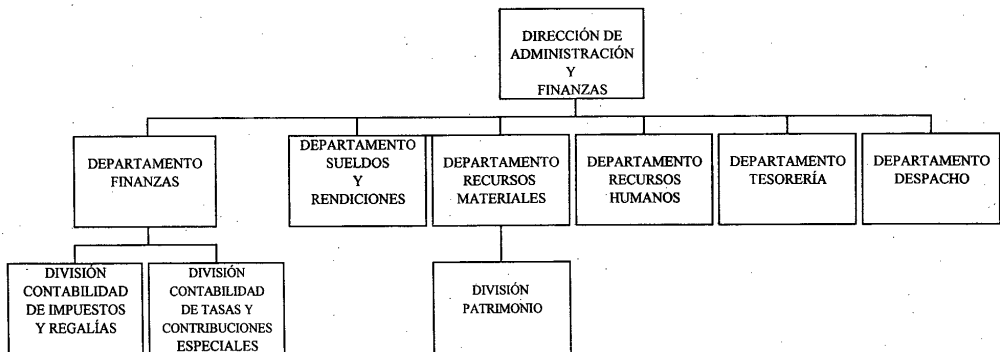 DIRECCIÓN DE
ADMINISTRACIÓN
Y
FINANZAS
DEPARTAMENTO
FINANZAS
DEPARTAMENTO
SUELDOS
Y
RENDICIONES
DEPARTAMENTO
RECURSOS
MATERIALES
DEPARTAMENTO
RECURSOS
HUMANOS
DEPARTAMENTO
TESORERÍA
DEPARTAMENTO
DESPACHO
DIVISIÓN
CONTABILIDAD
DE IMPUESTOS
Y REGALÍAS
DIVISIÓN
CONTABILIDAD
DE TASAS Y
CONTRIBUCIONES
ESPECIALES
DIVISIÓN
PATRIMONIO